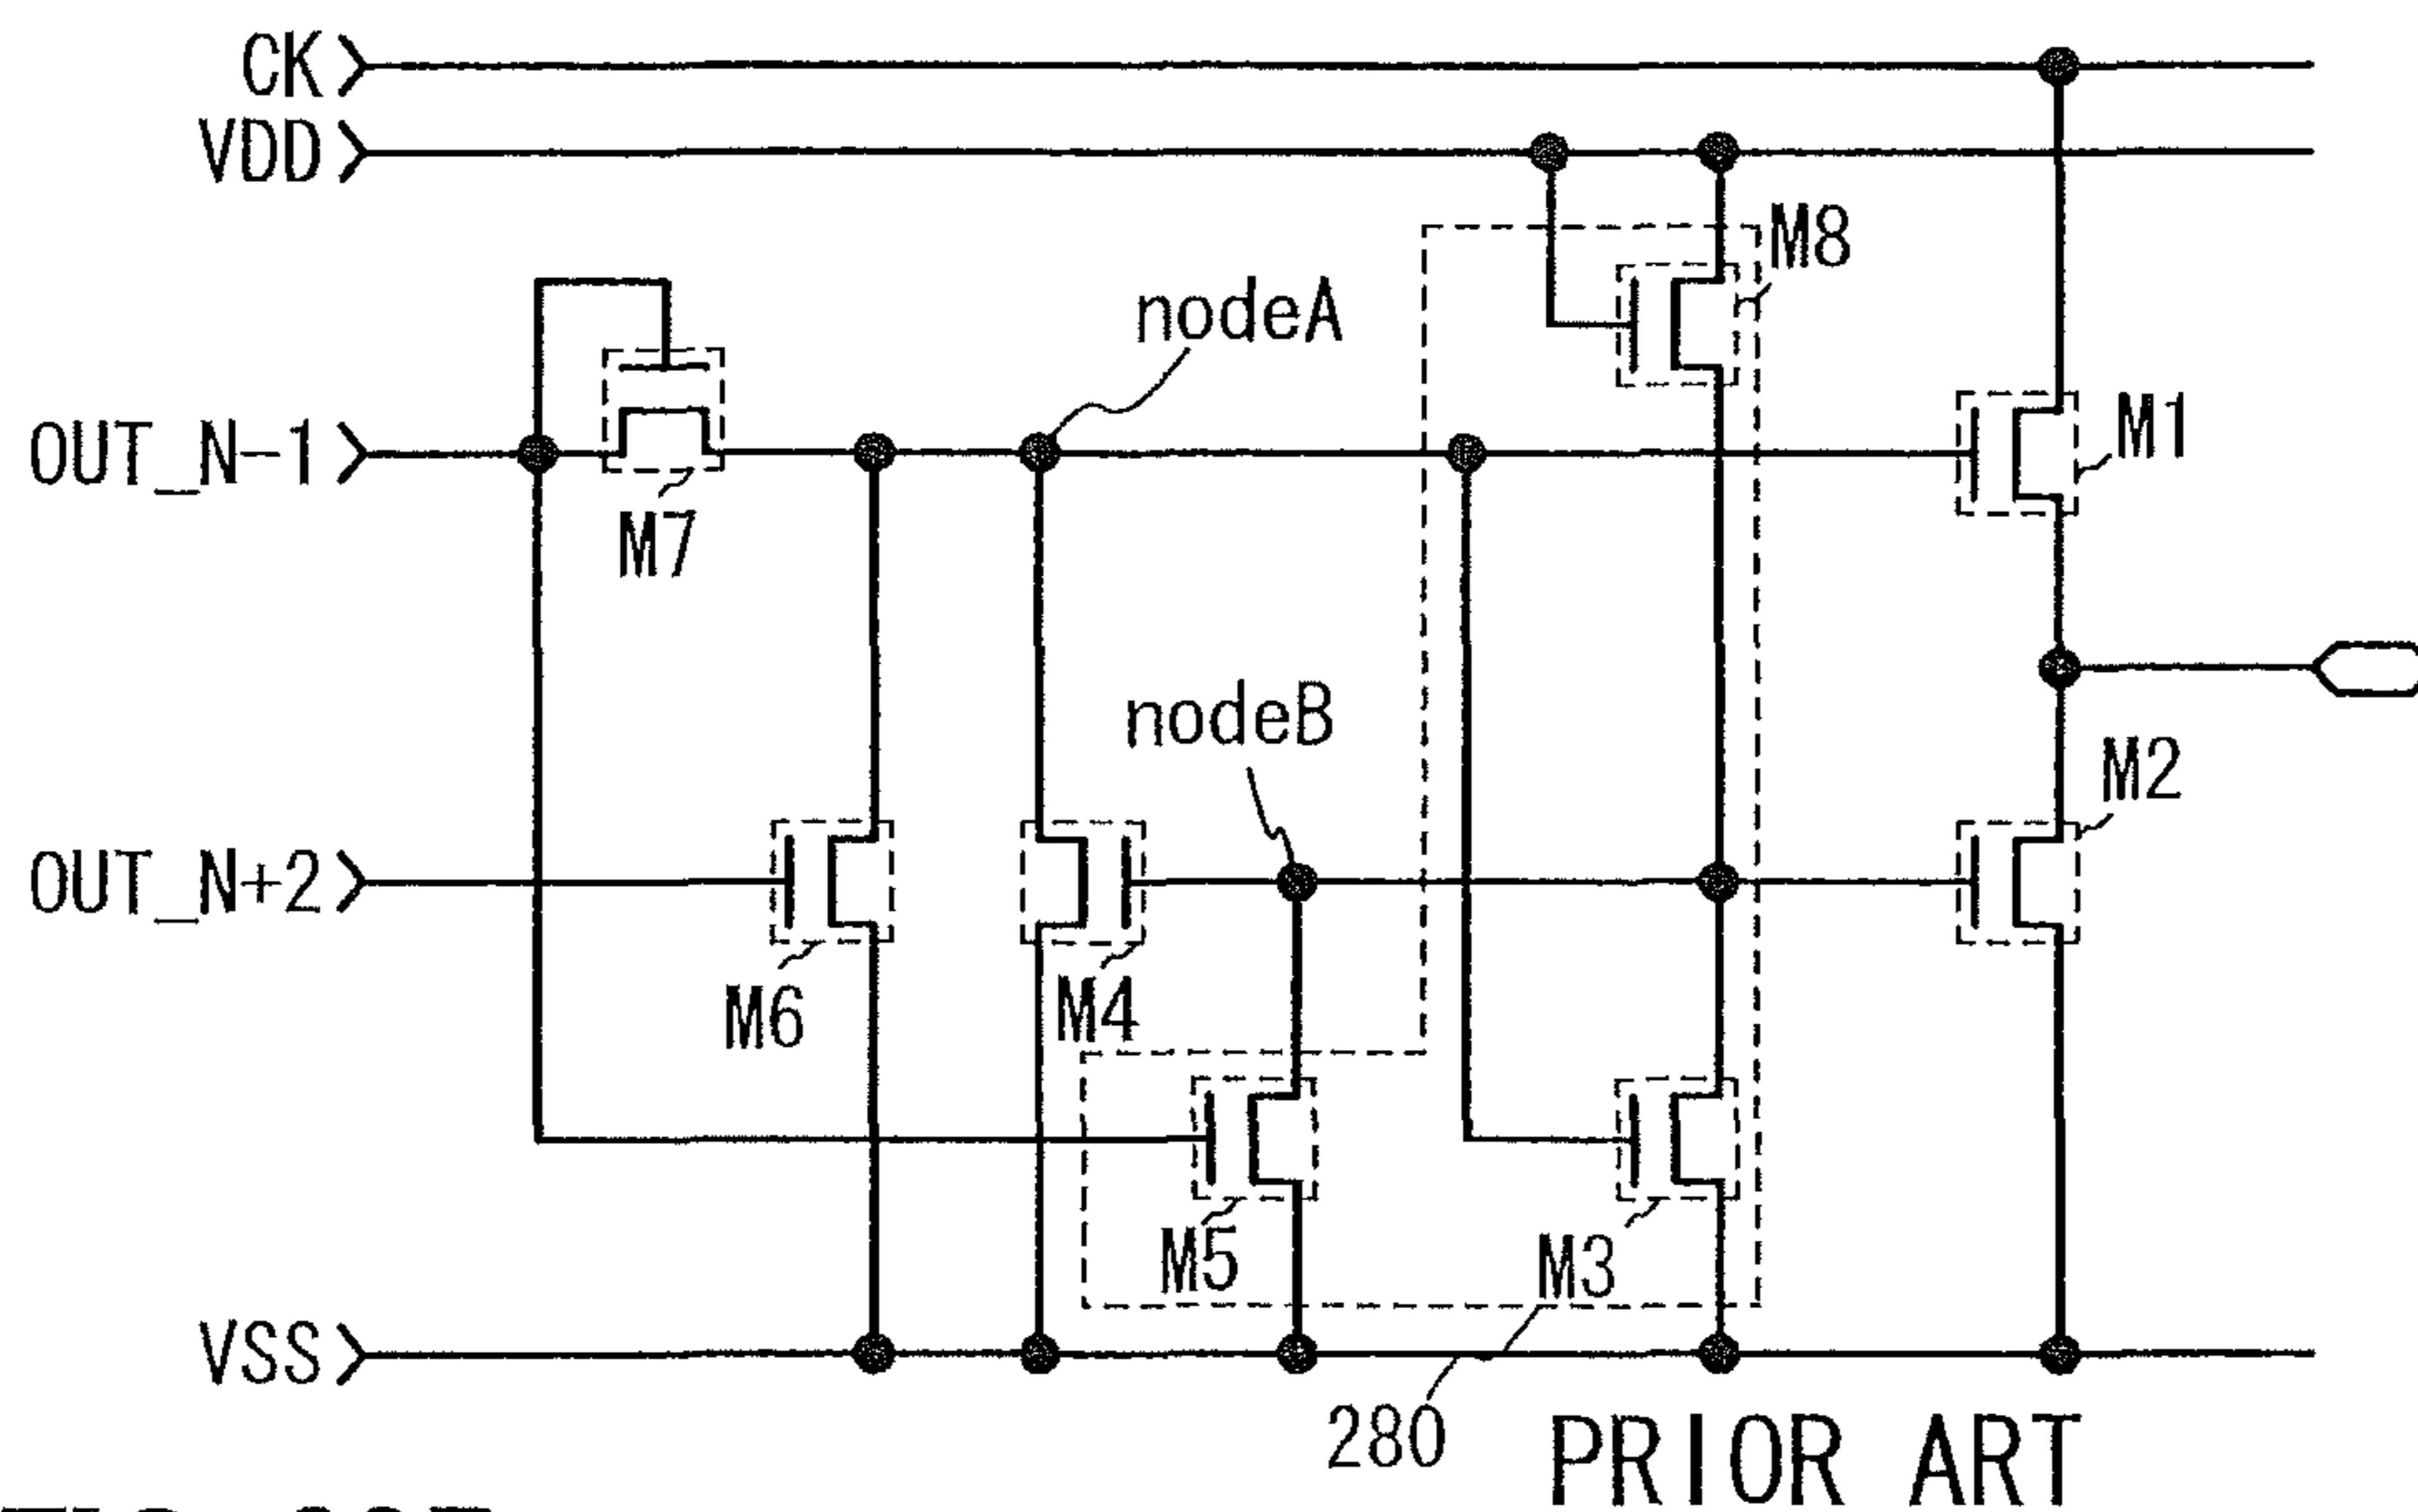 CK
VDD
M8
nodeA
OUT_N-1
M1
M7
nodeB
M2
OUT_N+2
M6
M4
M5
M3
VSS
280
PRIOR ART